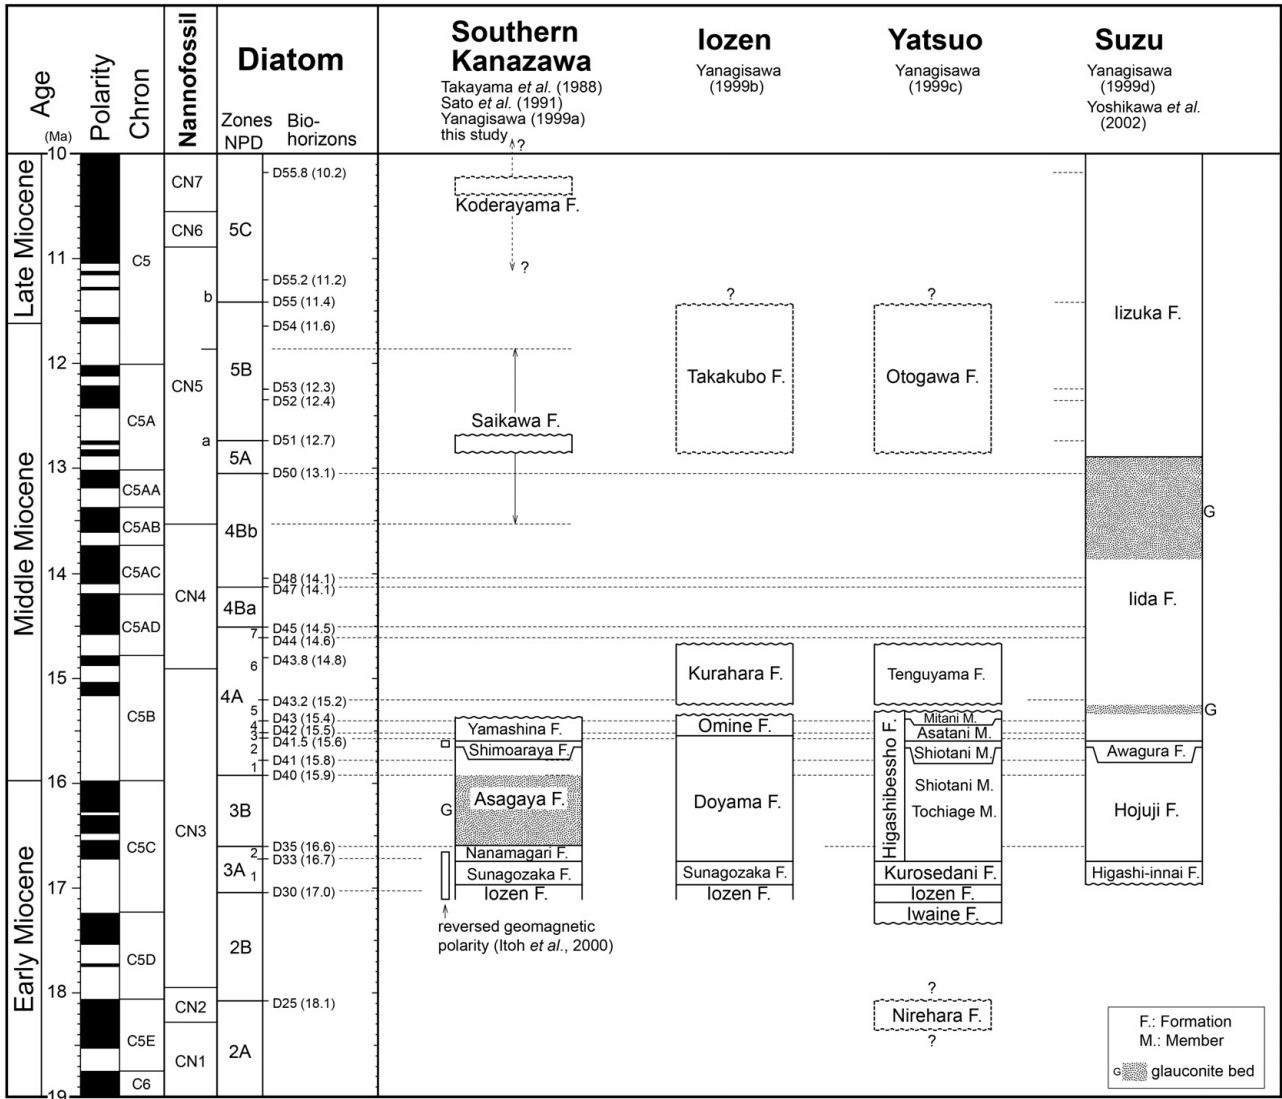 Age
(Ma)
Polarity
Chron
Nannofossil
Diatom
Zones
NPD
Bio-
horizons
Southern
Kanazawa
Takayama et al. (1988)
Sato et al. (1991)
Yanagisawa (1999a)
this study
Iozen
Yanagisawa
(1999b)
Yatsuo
Yanagisawa
(1999c)
Suzu
Yanagisawa
(1999d)
Yoshikawa et al.
(2002)
Late Miocene
Middle Miocene
Early Miocene
10
11
12
13
14
15
16
17
18
19
C5
C5A
C5AA
C5AB
C5AC
C5AD
C5B
C5C
C5D
C5E
C6
CN7
CN6
b
CN5
a
CN4
CN3
CN2
CN1
5C
5B
5A
4Bb
4Ba
7
6
4A
5
4
3
2
1
3B
2
3A
1
2B
2A
D55.8 (10.2)
D55.2 (11.2)
D55 (11.4)
D54 (11.6)
D53 (12.3)
D52 (12.4)
D51 (12.7)
D50 (13.1)
D48 (14.1)
D47 (14.1)
D45 (14.5)
D44 (14.6)
D43.8 (14.8)
D43.2 (15.2)
D43 (15.4)
D42 (15.5)
D41.5 (15.6)
D41 (15.8)
D40 (15.9)
D35 (16.6)
D33 (16.7)
D30 (17.0)
D25 (18.1)
?
Koderayama F.
?
Saikawa F.
Yamashina F.
Shimoaraya F.
Asagaya F.
G
Nanamagari F.
Sunagozaka F.
Iozen F.
reversed geomagnetic
polarity (Itoh et al., 2000)
?
Takakubo F.
Kurahara F.
Omine F.
Doyama F.
Sunagozaka F.
Iozen F.
?
Otogawa F.
Tenguyama F.
Higashibessho F.
Mitani M.
Asatani M.
Shiotani M.
Shiotani M.
Tochiage M.
Kurosedani F.
Iozen F.
Iwaine F.
?
Nirehara F.
?
Iizuka F.
G
Iida F.
G
Awagura F.
Hojuji F.
Higashi-innai F.
F.: Formation
M.: Member
G glauconite bed